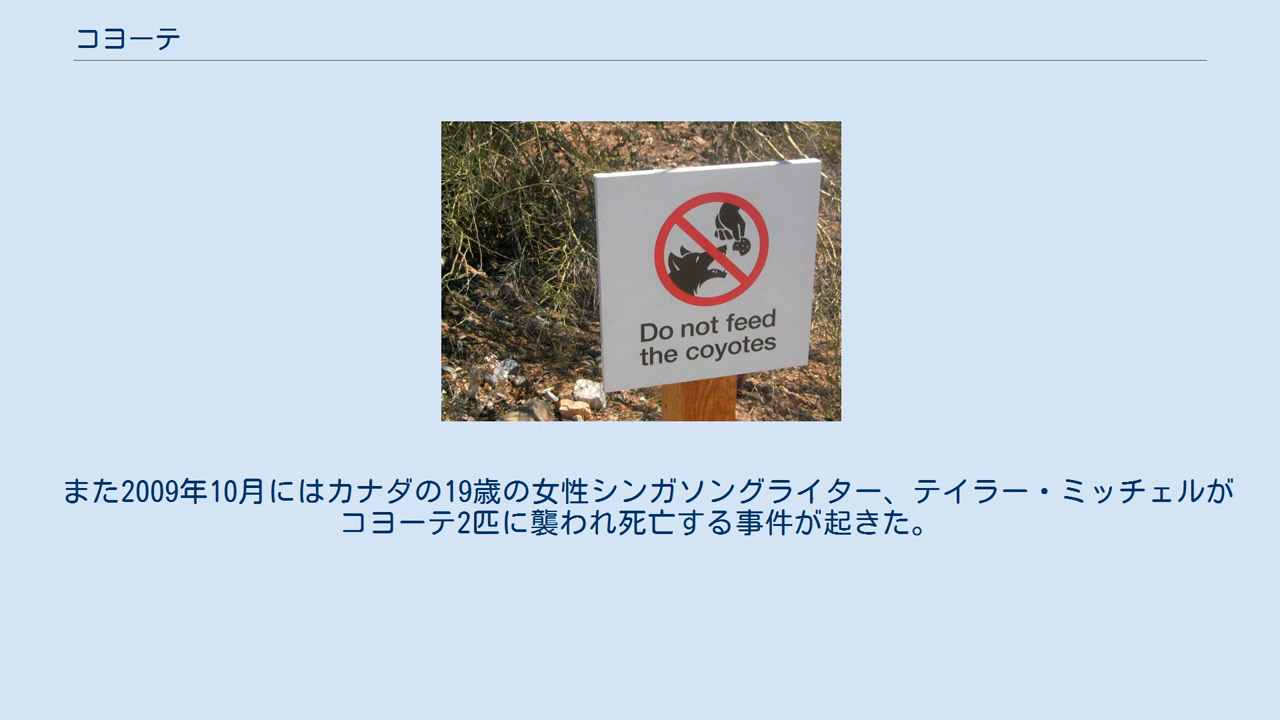 コヨーテ
Do not feed
the coyotes
また2009年10月にはカナダの19歳の女性シンガソングライター、テイラー・ミッチェルが
コヨーテ2匹に襲われ死亡する事件が起きた。